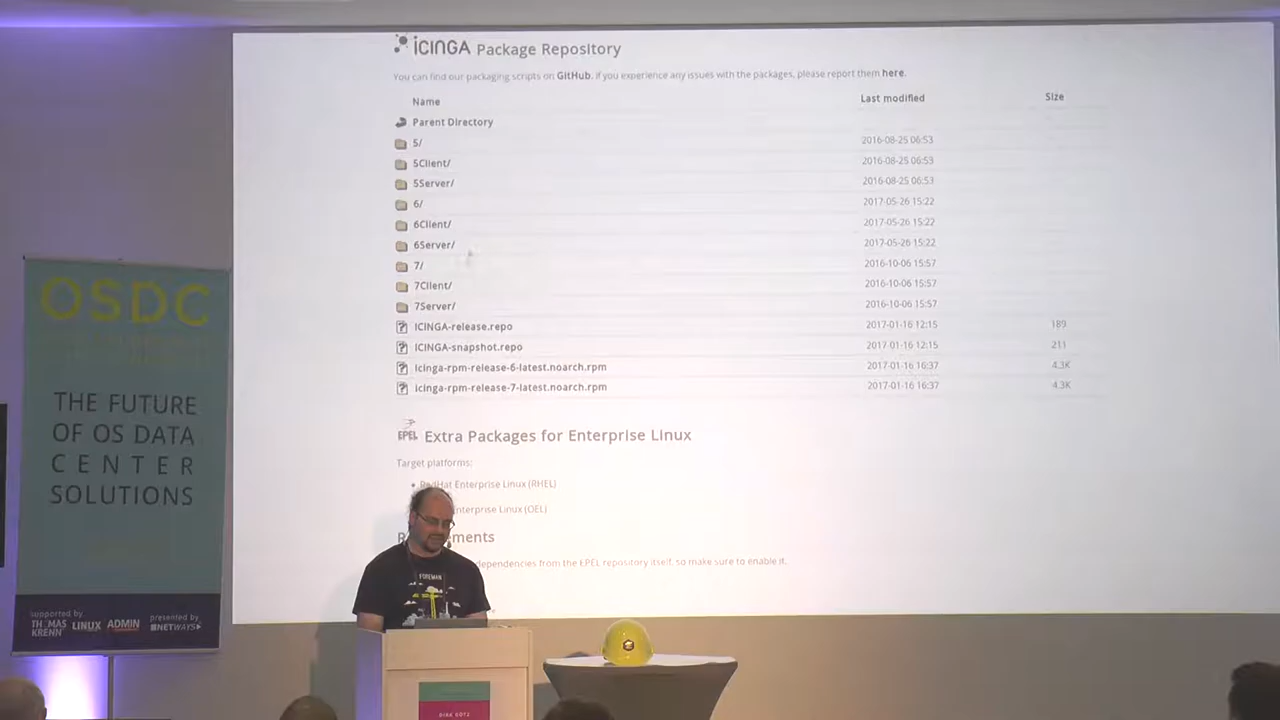 ICINGA Package Repository
You can find our packaging scripts on GitHub. If you experience any issues with the packages, please report them here.
Name Last modified Size
Parent Directory
5/ 2016-08-25 06:53
5Client/ 2016-08-25 06:53
5Server/ 2016-08-25 06:53
6/ 2017-05-26 15:22
6Client/ 2017-05-26 15:22
6Server/ 2017-05-26 15:22
7/ 2016-10-06 15:57
7Client/ 2016-10-06 15:57
7Server/ 2016-10-06 15:57
ICINGA-release.repo 2017-01-16 12:15 189
ICINGA-snapshot.repo 2017-01-16 12:15 211
icinga-rpm-release-6-latest.noarch.rpm 2017-01-16 16:37 4.3K
icinga-rpm-release-7-latest.noarch.rpm 2017-01-16 16:37 4.3K
EPEL Extra Packages for Enterprise Linux
Target platforms:
RedHat Enterprise Linux (RHEL)
nterprise Linux (OEL)
R ements
dependencies from the EPEL repository itself, so make sure to enable it.
OSDC
THE FUTURE
OF OS DATA
CENTER
SOLUTIONS
supported by
THOMAS KRENN
LINUX
ADMIN
presented by
NETWAYS
FOREMAN
DIRK GÖTZ